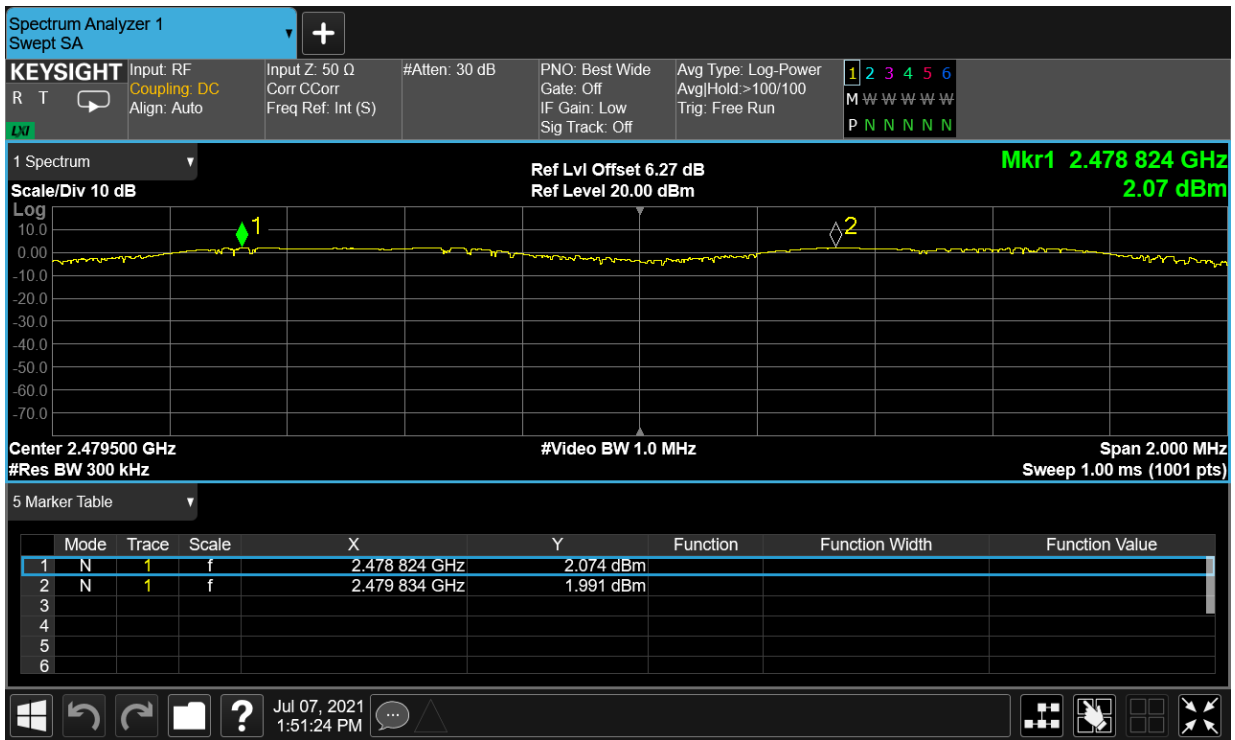 Spectrum Analyzer 1
Swept SA
+
KEYSIGHT Input: RF Input Z: 50 Ω #Atten: 30 dB PNO: Best Wide Avg Type: Log-Power 1 2 3 4 5 6
R T Coupling: DC Corr CCorr Gate: Off Avg|Hold:>100/100 M W W W W W
Align: Auto Freq Ref: Int (S) IF Gain: Low Trig: Free Run
LXI Sig Track: Off P N N N N N
1 Spectrum Ref Lvl Offset 6.27 dB Mkr1 2.478 824 GHz
Scale/Div 10 dB Ref Level 20.00 dBm 2.07 dBm
Log
10.0 1 2
0.00
-10.0
-20.0
-30.0
-40.0
-50.0
-60.0
-70.0
Center 2.479500 GHz #Video BW 1.0 MHz Span 2.000 MHz
#Res BW 300 kHz Sweep 1.00 ms (1001 pts)
5 Marker Table
Mode Trace Scale X Y Function Function Width Function Value
1 N 1 f 2.478 824 GHz 2.074 dBm
2 N 1 f 2.479 834 GHz 1.991 dBm
3
4
5
6
? Jul 07, 2021
1:51:24 PM